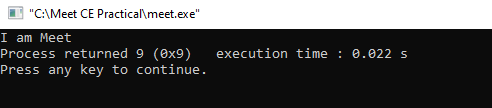 "C:\Meet CE Practical\meet.exe"
I am Meet
Process returned 9 (0x9)   execution time : 0.022 s
Press any key to continue.